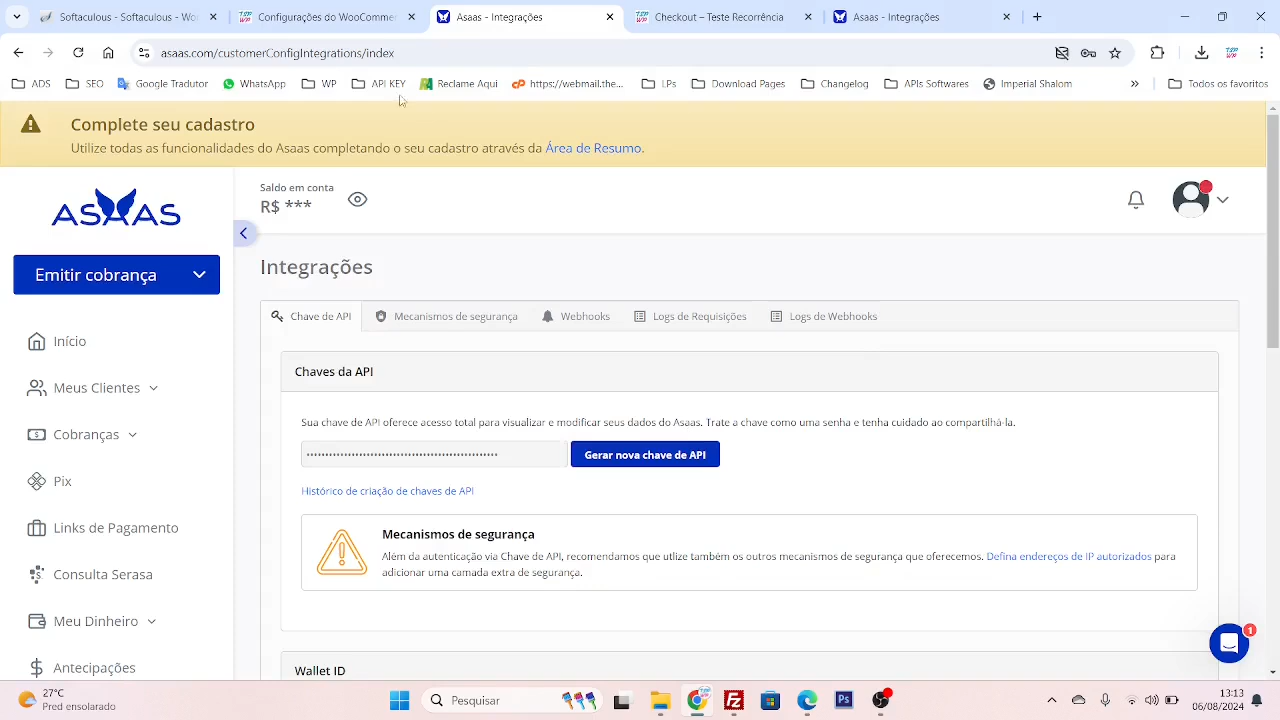 Softaculous - Softaculous - Wo
Configurações do WooCommer
Asaas - Integrações
Checkout – Teste Recorrência
Asaas - Integrações
asaas.com/customerConfigIntegrations/index
ADS
SEO
Google Tradutor
WhatsApp
WP
API KEY
Reclame Aqui
https://webmail.the...
LPs
Download Pages
Changelog
APIs Softwares
Imperial Shalom
»
Todos os favoritos
Complete seu cadastro
Utilize todas as funcionalidades do Asaas completando o seu cadastro através da Área de Resumo.
ASAAS
Saldo em conta
R$ ***
Emitir cobrança
Integrações
Chave de API
Mecanismos de segurança
Webhooks
Logs de Requisições
Logs de Webhooks
Início
Meus Clientes
Cobranças
Pix
Links de Pagamento
Consulta Serasa
Meu Dinheiro
Antecipações
Chaves da API
Sua chave de API oferece acesso total para visualizar e modificar seus dados do Asaas. Trate a chave como uma senha e tenha cuidado ao compartilhá-la.
Gerar nova chave de API
Histórico de criação de chaves de API
Mecanismos de segurança
Além da autenticação via Chave de API, recomendamos que utlize também os outros mecanismos de segurança que oferecemos. Defina endereços de IP autorizados para
adicionar uma camada extra de segurança.
Wallet ID
1
27°C
Pred ensolarado
Pesquisar
Ps
13:13
06/08/2024